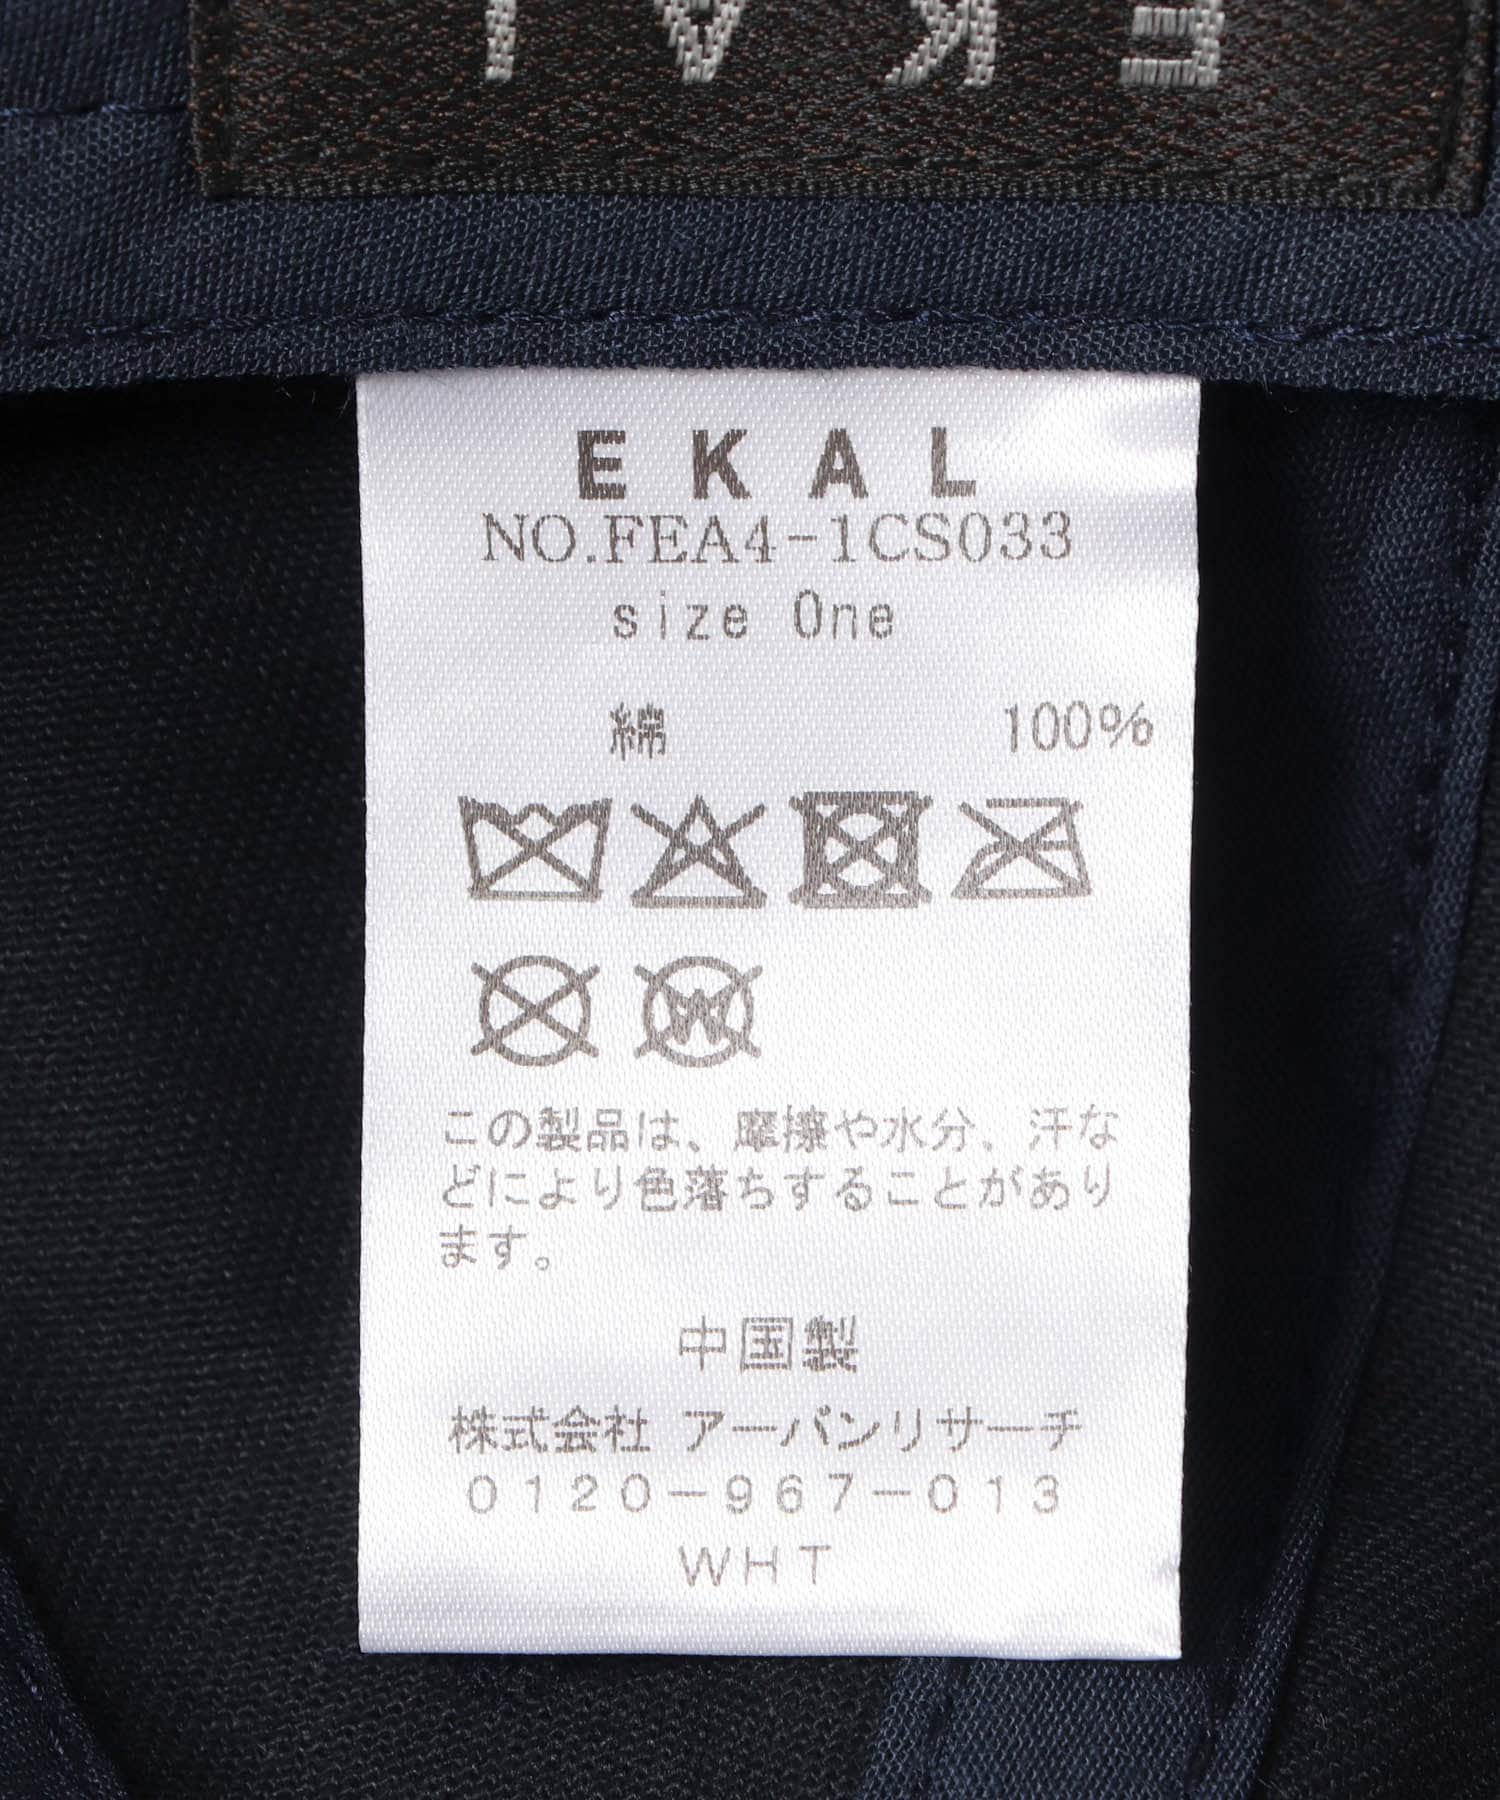 EKAL
EKAL
NO.FEA4-1CS033
size One
綿 100%
W
この製品は、摩擦や水分、汗な
どにより色落ちすることがあり
ます。
中国製
株式会社 アーバンリサーチ
0120-967-013
WHT